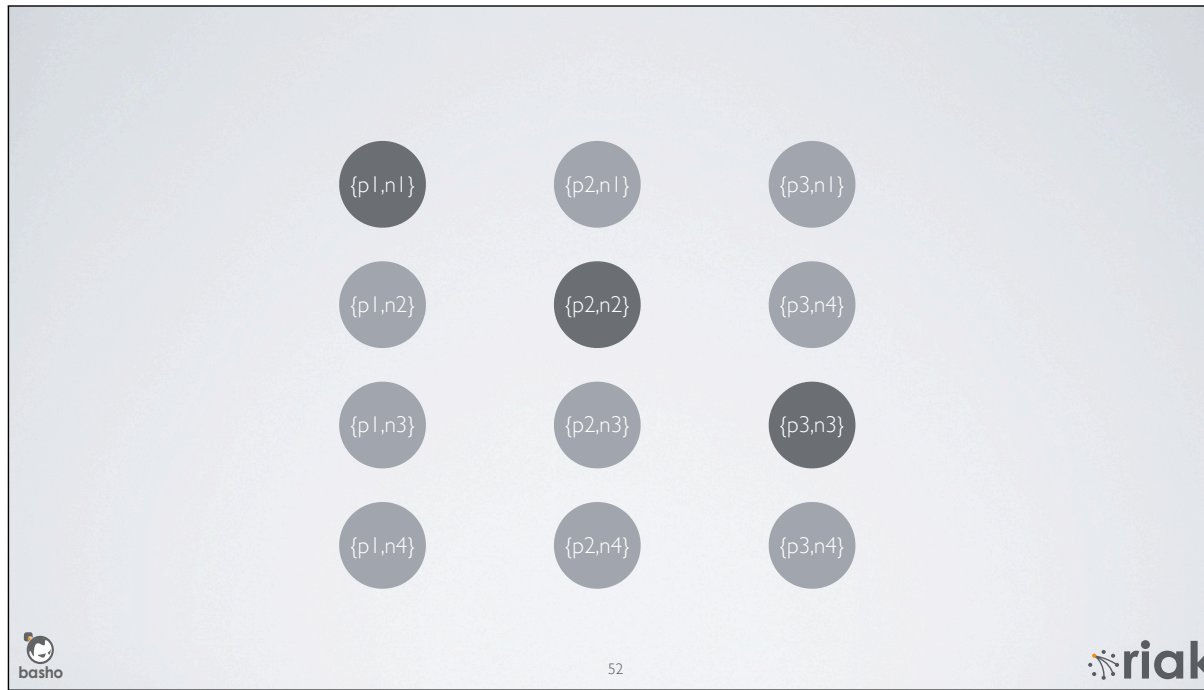 {p1,n1} {p2,n1} {p3,n1}
{p1,n2} {p2,n2} {p3,n4}
{p1,n3} {p2,n3} {p3,n3}
{p1,n4} {p2,n4} {p3,n4}
basho
52
riak